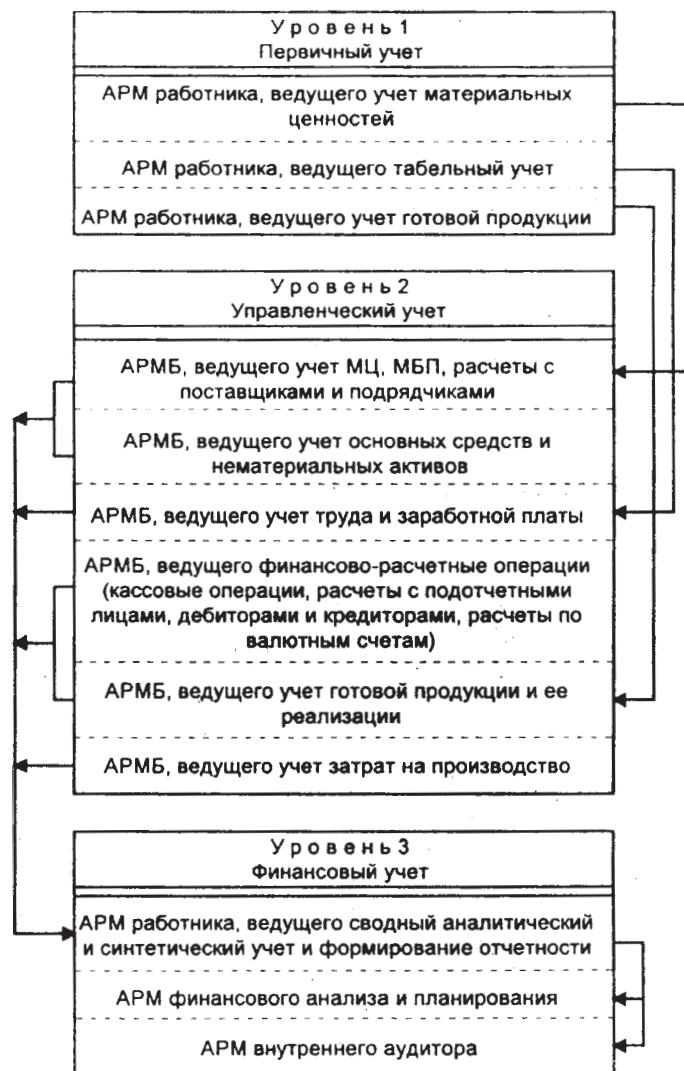 У р о в е н ь 1
Первичный учет
АРМ работника, ведущего учет материальных
ценностей
АРМ работника, ведущего табельный учет
АРМ работника, ведущего учет готовой продукции
У р о в е н ь 2
Управленческий учет
АРМБ, ведущего учет МЦ, МБП, расчеты с
поставщиками и подрядчиками
АРМБ, ведущего учет основных средств и
нематериальных активов
АРМБ, ведущего учет труда и заработной платы
АРМБ, ведущего финансово-расчетные операции
(кассовые операции, расчеты с подотчетными
лицами, дебиторами и кредиторами, расчеты по
валютным счетам)
АРМБ, ведущего учет готовой продукции и ее
реализации
АРМБ, ведущего учет затрат на производство
У р о в е н ь 3
Финансовый учет
АРМ работника, ведущего сводный аналитический
и синтетический учет и формирование отчетности
АРМ финансового анализа и планирования
АРМ внутреннего аудитора